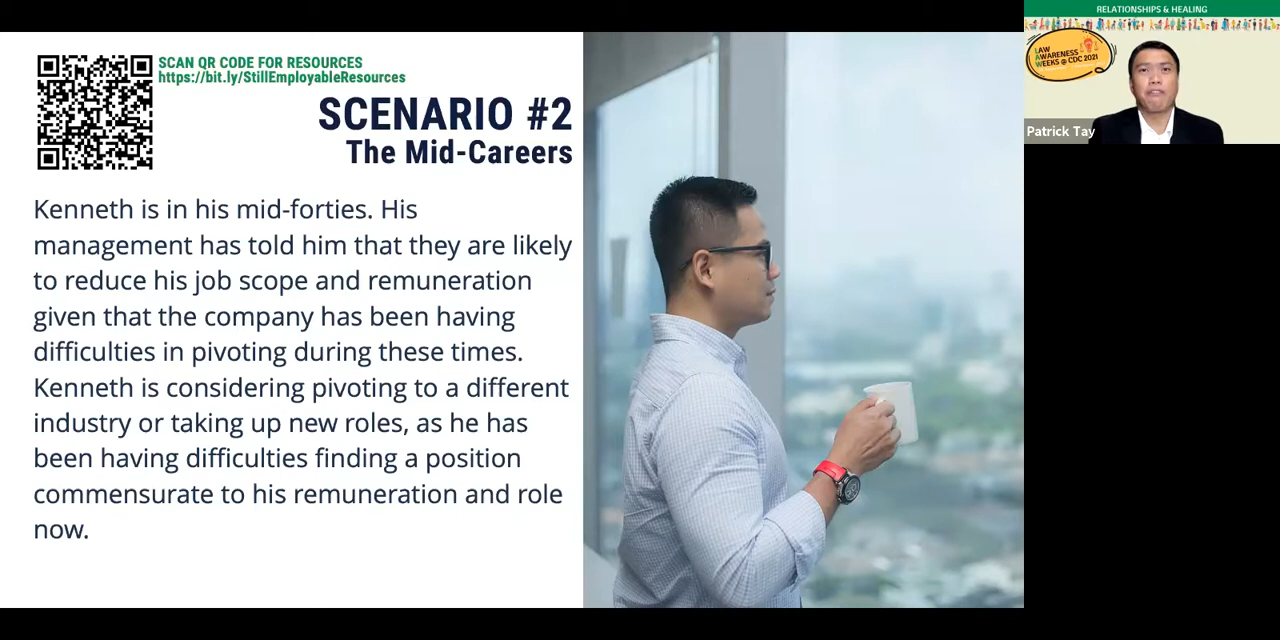 SCAN QR CODE FOR RESOURCES
https://bit.ly/StillEmployableResources
SCENARIO #2
The Mid-Careers
Kenneth is in his mid-forties. His
management has told him that they are likely
to reduce his job scope and remuneration
given that the company has been having
difficulties in pivoting during these times.
Kenneth is considering pivoting to a different
industry or taking up new roles, as he has
been having difficulties finding a position
commensurate to his remuneration and role
now.
RELATIONSHIPS & HEALING
LAW
AWARENESS
WEEKS @ CDC 2021
Patrick Tay